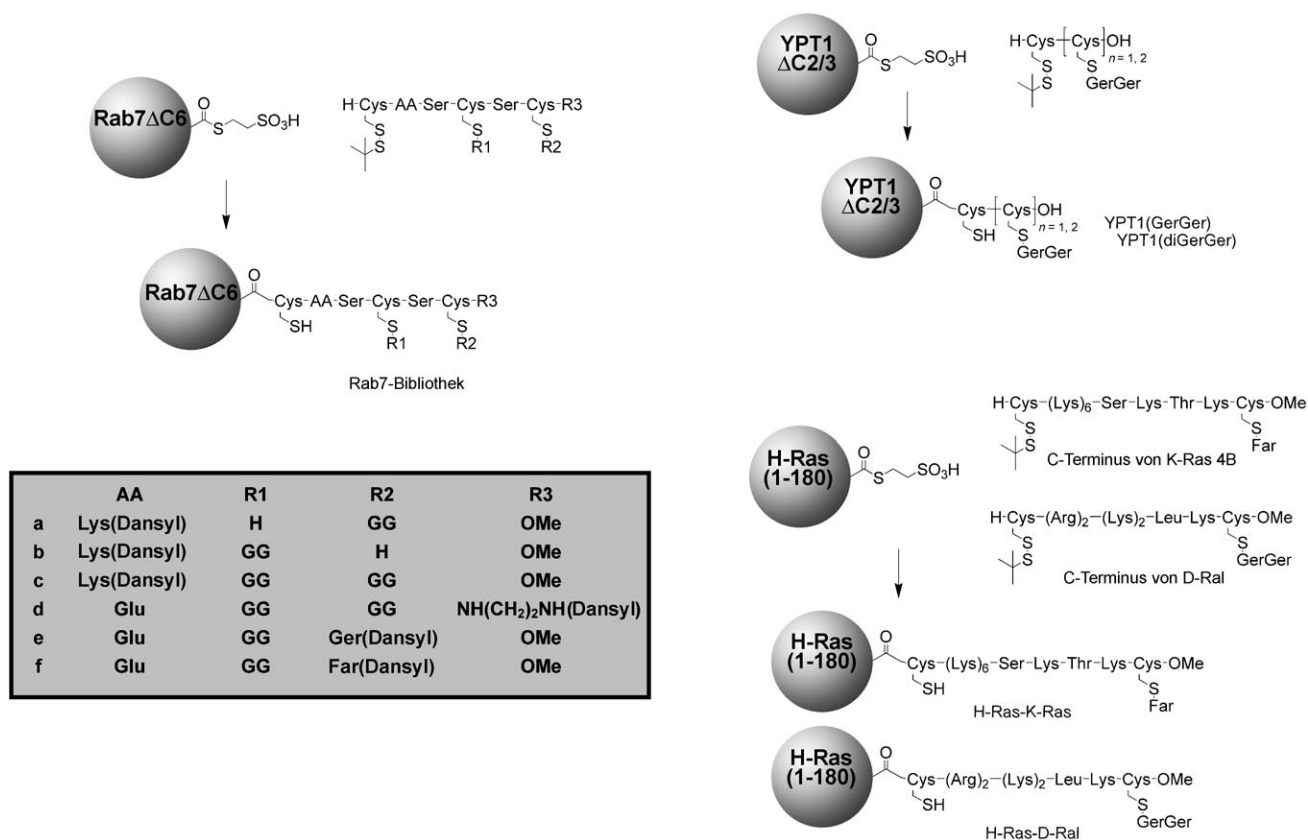 Rab7ΔC6
O
S
SO₃H
H-Cys-AA-Ser-Cys-Ser-Cys-R3
S
S
S
R1
S
R2
Rab7ΔC6
O
Cys-AA-Ser-Cys-Ser-Cys-R3
SH
S
R1
S
R2
Rab7-Bibliothek
AA R1 R2 R3
a Lys(Dansyl) H GG OMe
b Lys(Dansyl) GG H OMe
c Lys(Dansyl) GG GG OMe
d Glu GG GG NH(CH₂)₂NH(Dansyl)
e Glu GG Ger(Dansyl) OMe
f Glu GG Far(Dansyl) OMe
YPT1
ΔC2/3
O
S
SO₃H
H-Cys-[Cys]OH
n = 1, 2
S
S
S
GerGer
YPT1
ΔC2/3
O
Cys-[Cys]OH
n = 1, 2
SH
S
GerGer
YPT1(GerGer)
YPT1(diGerGer)
H-Ras
(1-180)
O
S
SO₃H
H-Cys-(Lys)₆-Ser-Lys-Thr-Lys-Cys-OMe
S
S
S
Far
C-Terminus von K-Ras 4B
H-Cys-(Arg)₂-(Lys)₂-Leu-Lys-Cys-OMe
S
S
S
GerGer
C-Terminus von D-Ral
H-Ras
(1-180)
O
Cys-(Lys)₆-Ser-Lys-Thr-Lys-Cys-OMe
SH
S
Far
H-Ras-K-Ras
H-Ras
(1-180)
O
Cys-(Arg)₂-(Lys)₂-Leu-Lys-Cys-OMe
SH
S
GerGer
H-Ras-D-Ral